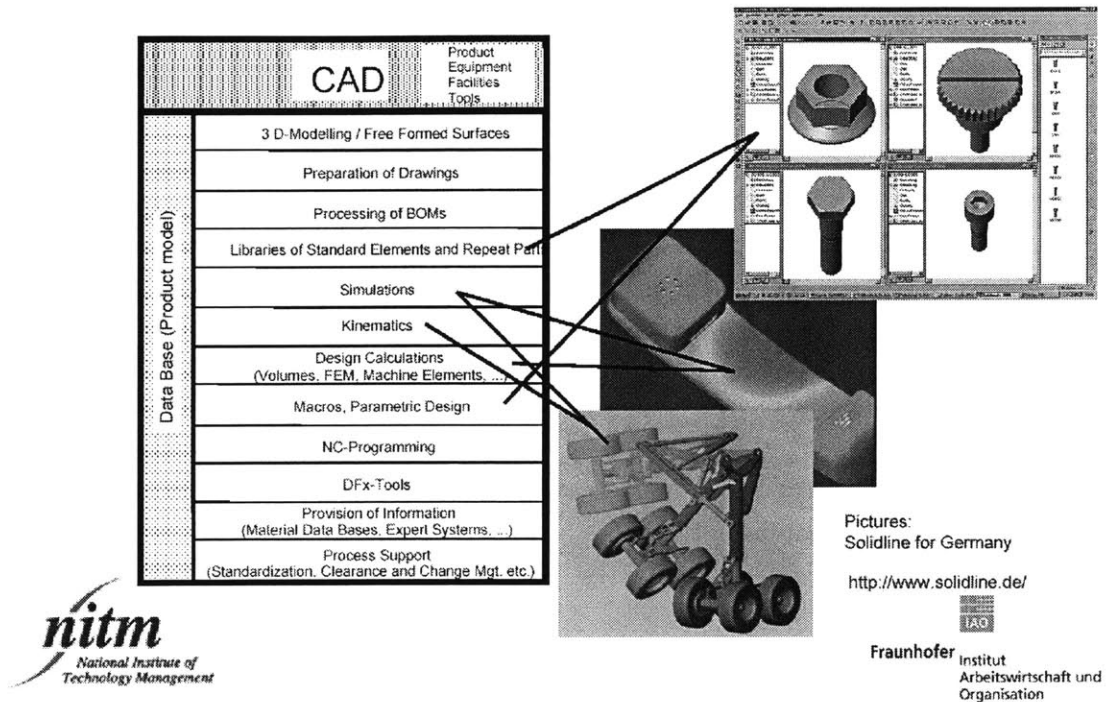 CAD
Product
Equipment
Facilities
Tools
Data Base (Product model)
3 D-Modelling / Free Formed Surfaces
Preparation of Drawings
Processing of BOMs
Libraries of Standard Elements and Repeat Part
Simulations
Kinematics
Design Calculations
(Volumes, FEM, Machine Elements, ...)
Macros, Parametric Design
NC-Programming
DFx-Tools
Provision of Information
(Material Data Bases, Expert Systems, ...)
Process Support
(Standardization, Clearance and Change Mgt. etc.)
Pictures:
Solidline for Germany
http://www.solidline.de/
IAO
Fraunhofer
Institut
Arbeitswirtschaft und
Organisation
nitm
National Institute of
Technology Management